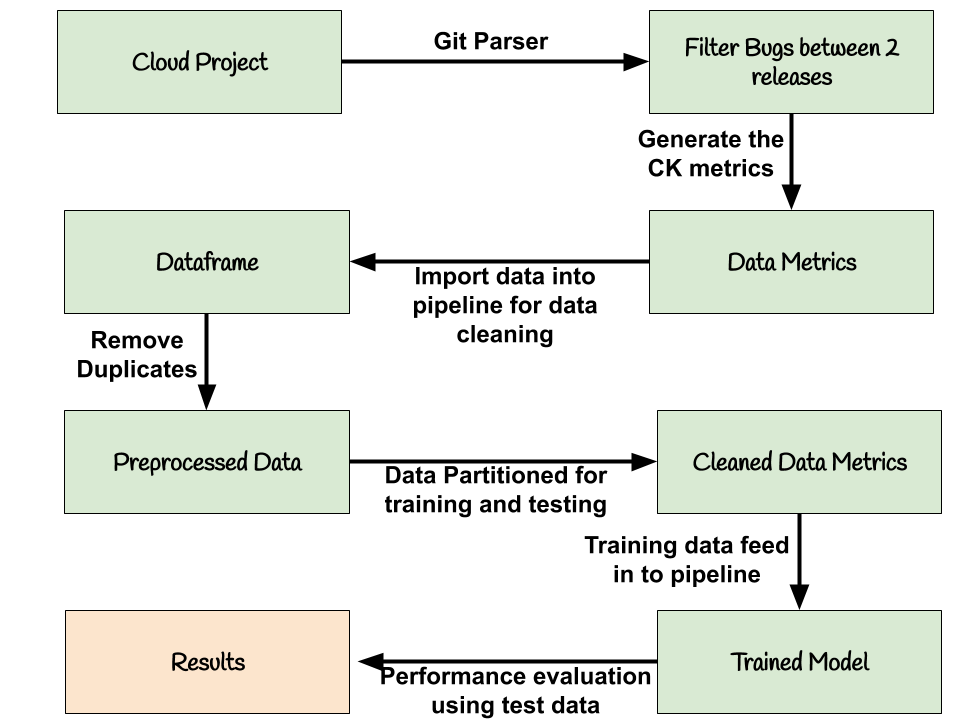 Cloud Project
Git Parser
Filter Bugs between 2
releases
Generate the
CK metrics
Data Metrics
Import data into
pipeline for data
cleaning
Dataframe
Remove
Duplicates
Preprocessed Data
Data Partitioned for
training and testing
Cleaned Data Metrics
Training data feed
in to pipeline
Trained Model
Performance evaluation
using test data
Results